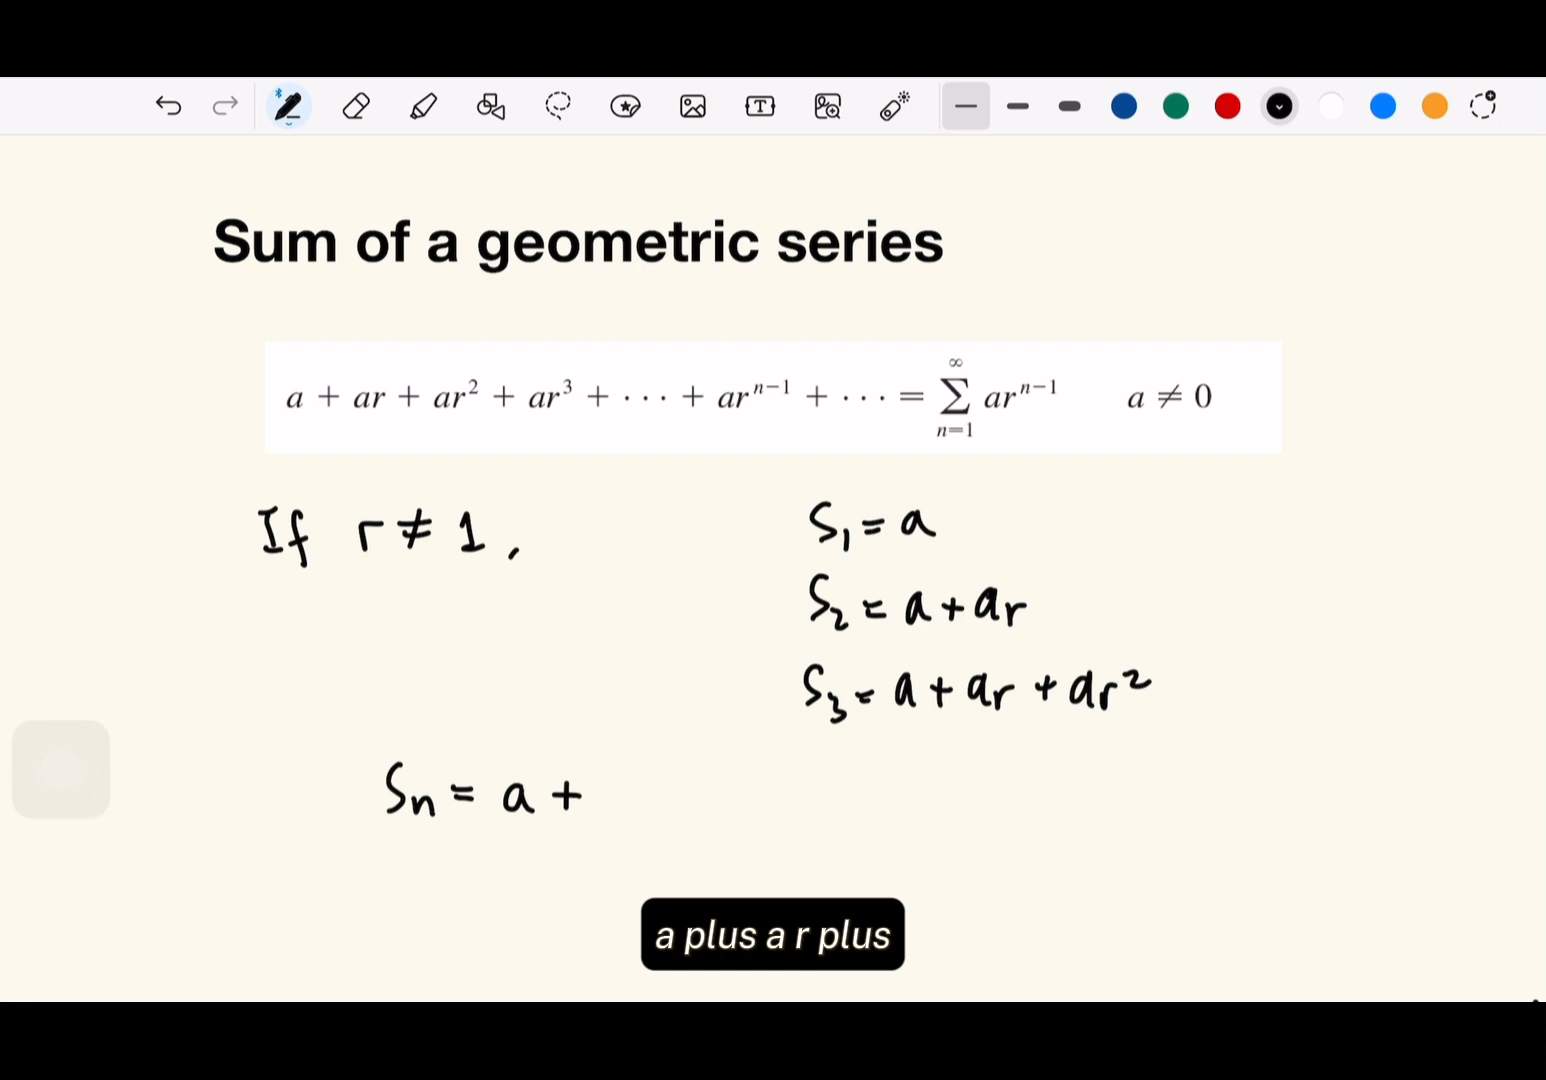 Sum of a geometric series
a + ar + ar² + ar³ + · · · + arⁿ⁻¹ + · · · = ∑_{n=1}^{∞} arⁿ⁻¹ a ≠ 0
If r ≠ 1,
S₁ = a
S₂ = a + ar
S₃ = a + ar + ar²
Sₙ = a +
a plus a r plus